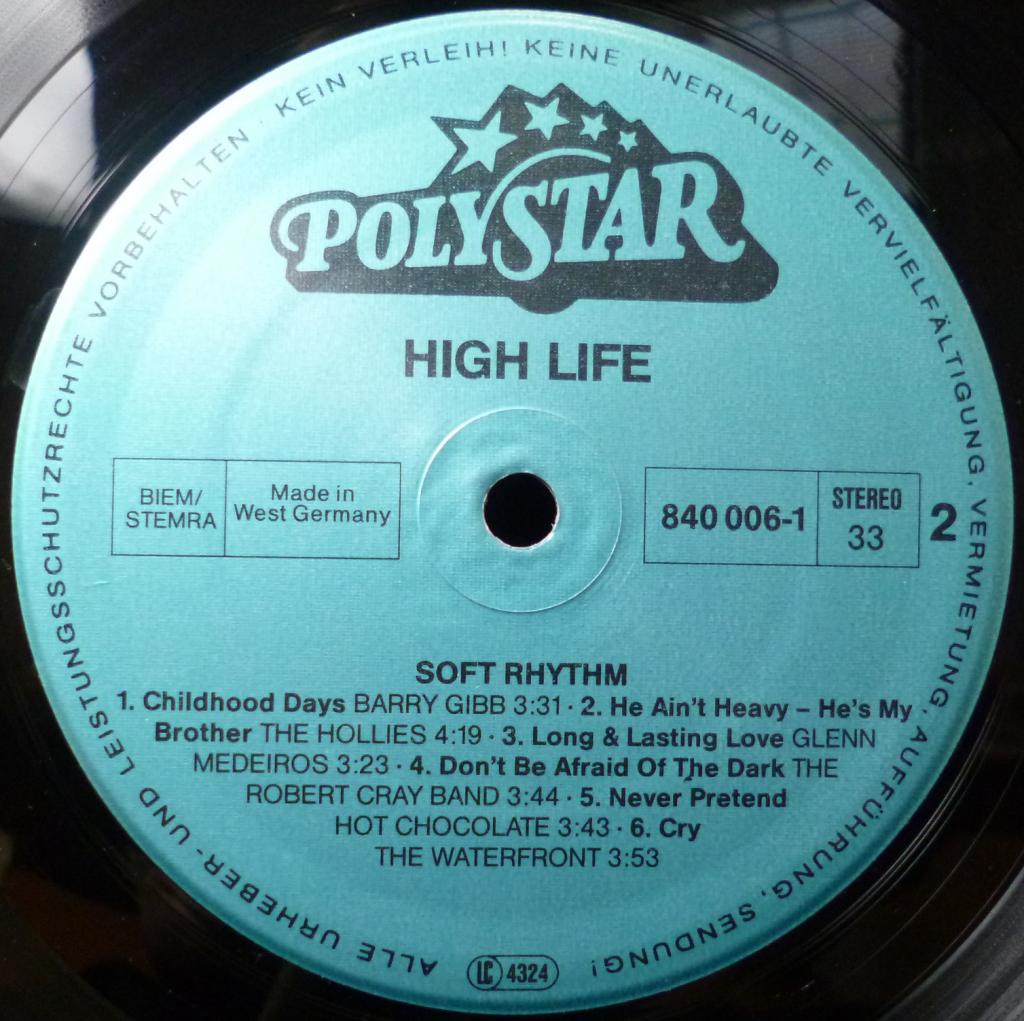 ALLE URHEBER- UND LEISTUNGSSCHUTZRECHTE VORBEHALTEN · KEIN VERLEIH! KEINE UNERLAUBTE VERVIELFÄLTIGUNG, VERMIETUNG, AUFFÜHRUNG, SENDUNG!
POLYSTAR
HIGH LIFE
BIEM/
STEMRA
Made in
West Germany
840 006-1
STEREO
33
2
SOFT RHYTHM
1. Childhood Days BARRY GIBB 3:31 · 2. He Ain't Heavy – He's My
Brother THE HOLLIES 4:19 · 3. Long & Lasting Love GLENN
MEDEIROS 3:23 · 4. Don't Be Afraid Of The Dark THE
ROBERT CRAY BAND 3:44 · 5. Never Pretend
HOT CHOCOLATE 3:43 · 6. Cry
THE WATERFRONT 3:53
LC 4324